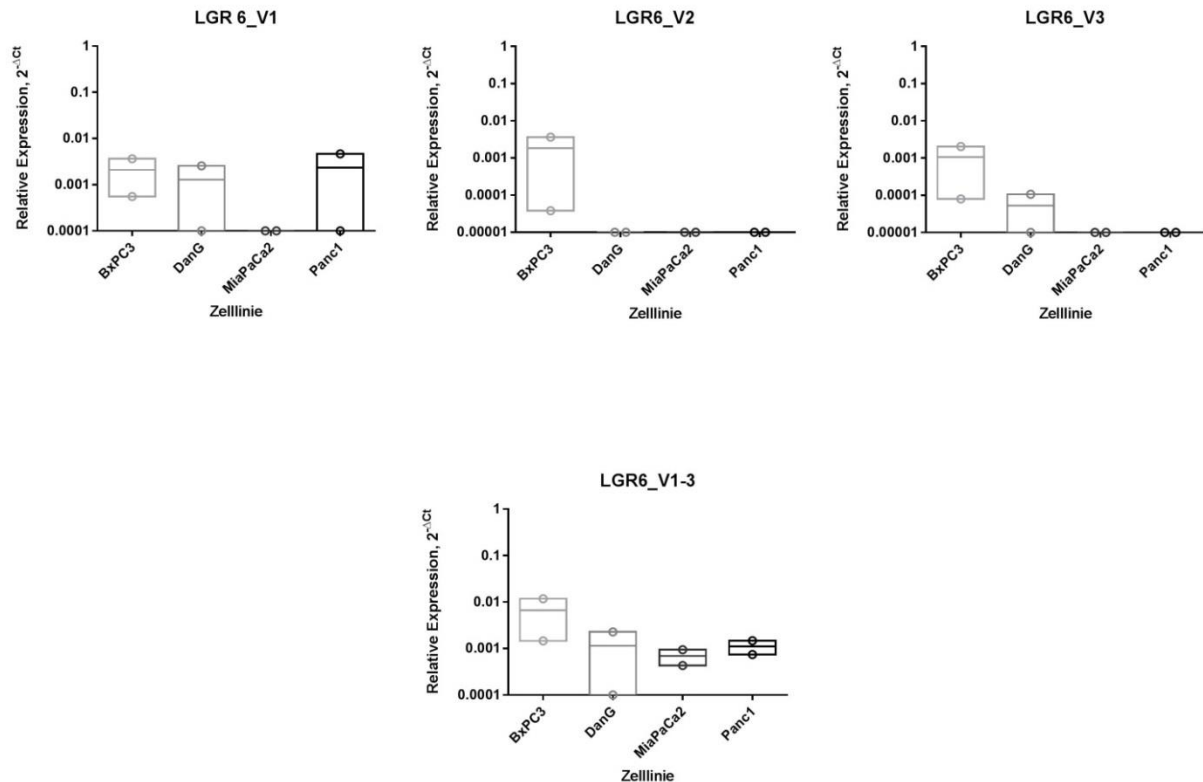 LGR 6_V1
Relative Expression, 2^-ΔCt
1
0.1
0.01
0.001
0.0001
BxPC3
DanG
MiaPaCa2
Panc1
Zelllinie
LGR6_V2
Relative Expression, 2^-ΔCt
1
0.1
0.01
0.001
0.0001
0.00001
BxPC3
DanG
MiaPaCa2
Panc1
Zelllinie
LGR6_V3
Relative Expression, 2^-ΔCt
1
0.1
0.01
0.001
0.0001
0.00001
BxPC3
DanG
MiaPaCa2
Panc1
Zelllinie
LGR6_V1-3
Relative Expression, 2^-ΔCt
1
0.1
0.01
0.001
0.0001
BxPC3
DanG
MiaPaCa2
Panc1
Zelllinie